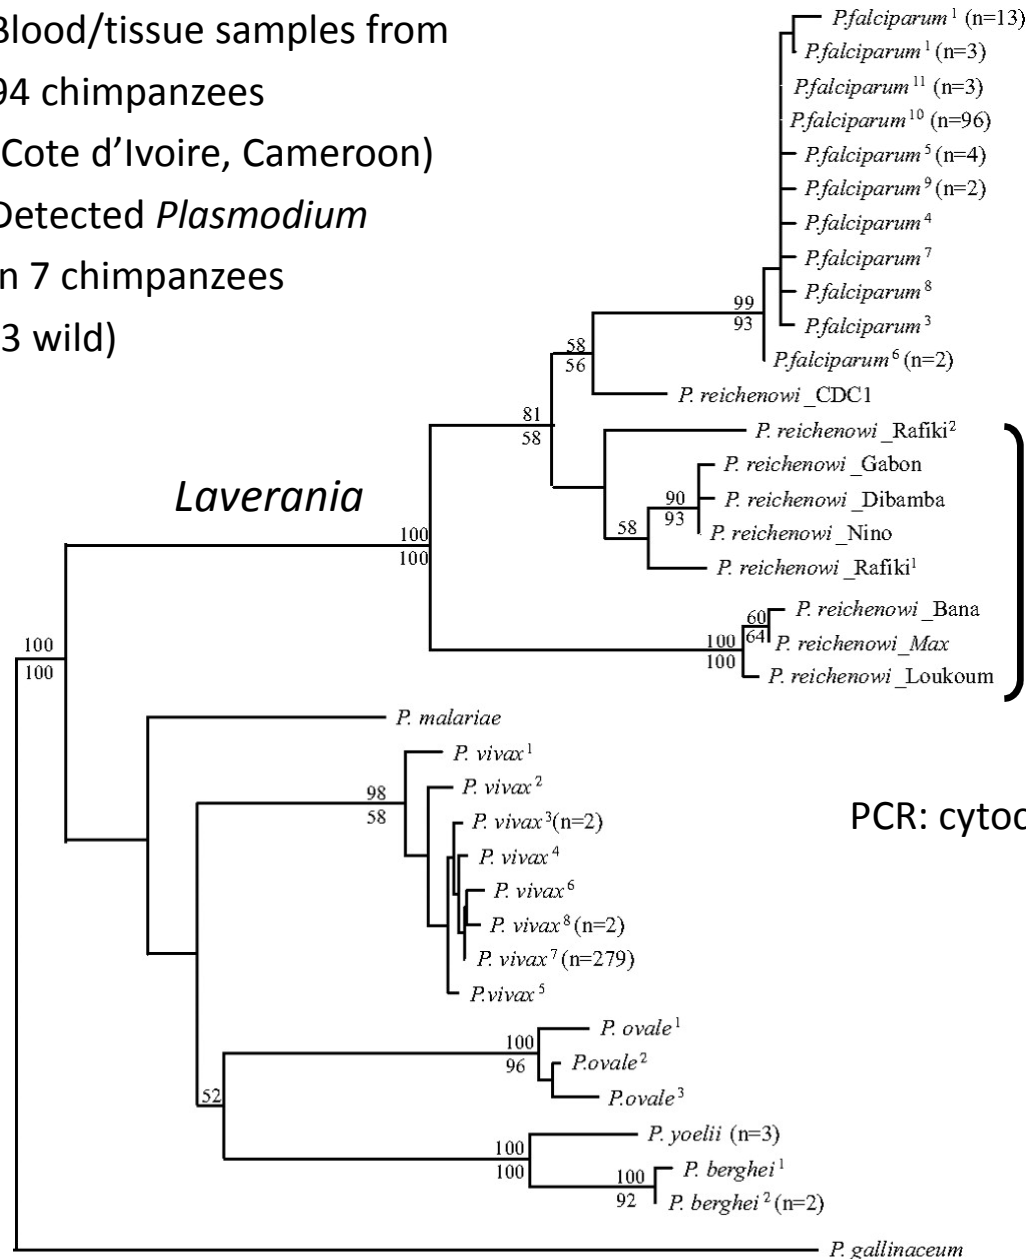 Blood/tissue samples from
94 chimpanzees
Cote d’Ivoire, Cameroon)
Detected Plasmodium
n 7 chimpanzees
3 wild)
Laverania
P.falciparum¹ (n=13)
P.falciparum¹ (n=3)
P.falciparum¹¹ (n=3)
P.falciparum¹⁰ (n=96)
P.falciparum⁵ (n=4)
P.falciparum⁹ (n=2)
P.falciparum⁴
P.falciparum⁷
P.falciparum⁸
99
93
P.falciparum³
58
56
P.falciparum⁶ (n=2)
P. reichenowi_CDC1
81
58
P. reichenowi_Rafiki²
P. reichenowi_Gabon
90
93
P. reichenowi_Dibamba
58
P. reichenowi_Nino
100
100
P. reichenowi_Rafiki¹
60
64
P. reichenowi_Bana
100
100
P. reichenowi_Max
100
100
P. reichenowi_Loukoum
P. malariae
P. vivax¹
98
58
P. vivax²
P. vivax³(n=2)
PCR: cytoc
P. vivax⁴
P. vivax⁶
P. vivax⁸(n=2)
P. vivax⁷(n=279)
P.vivax⁵
P. ovale¹
100
96
P.ovale²
52
P.ovale³
P. yoelii (n=3)
100
100
P. berghei¹
100
92
P. berghei²(n=2)
P. gallinaceum